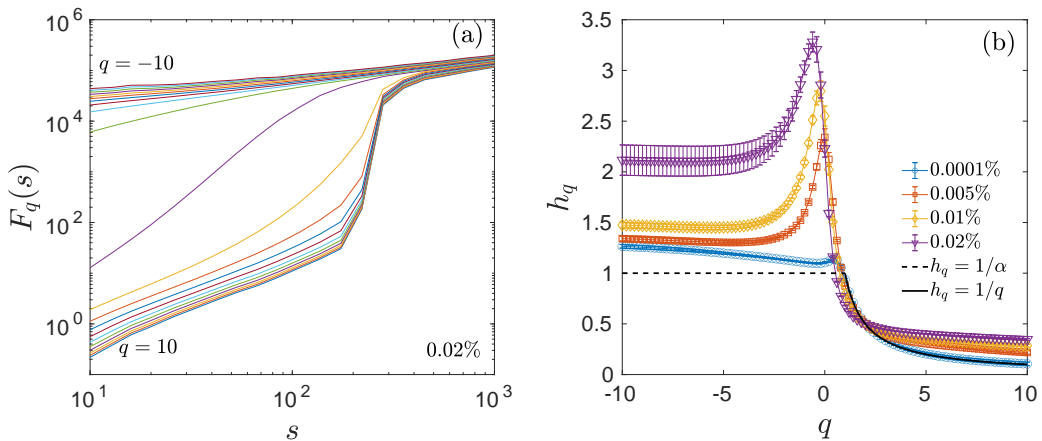 (a)
q = −10
q = 10
0.02%
10^6
10^4
10^2
10^0
F_q(s)
10^1
10^2
10^3
s
(b)
3.5
3
2.5
2
1.5
1
0.5
0
h_q
-10
-5
0
5
10
q
0.0001%
0.005%
0.01%
0.02%
h_q = 1/α
h_q = 1/q